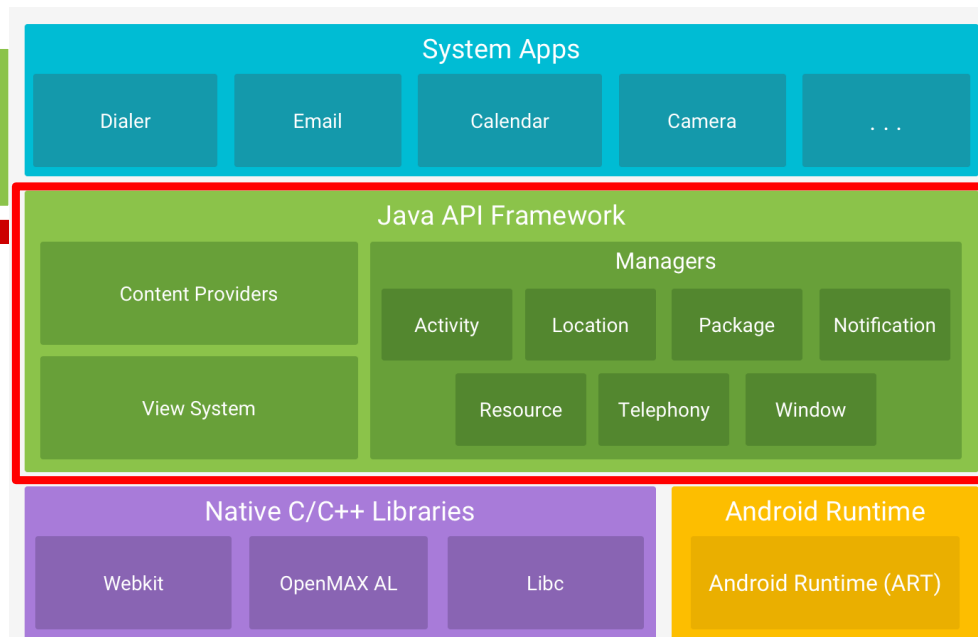 System Apps
Dialer
Email
Calendar
Camera
. . .
Java API Framework
Content Providers
View System
Managers
Activity
Location
Package
Notification
Resource
Telephony
Window
Native C/C++ Libraries
Webkit
OpenMAX AL
Libc
Android Runtime
Android Runtime (ART)